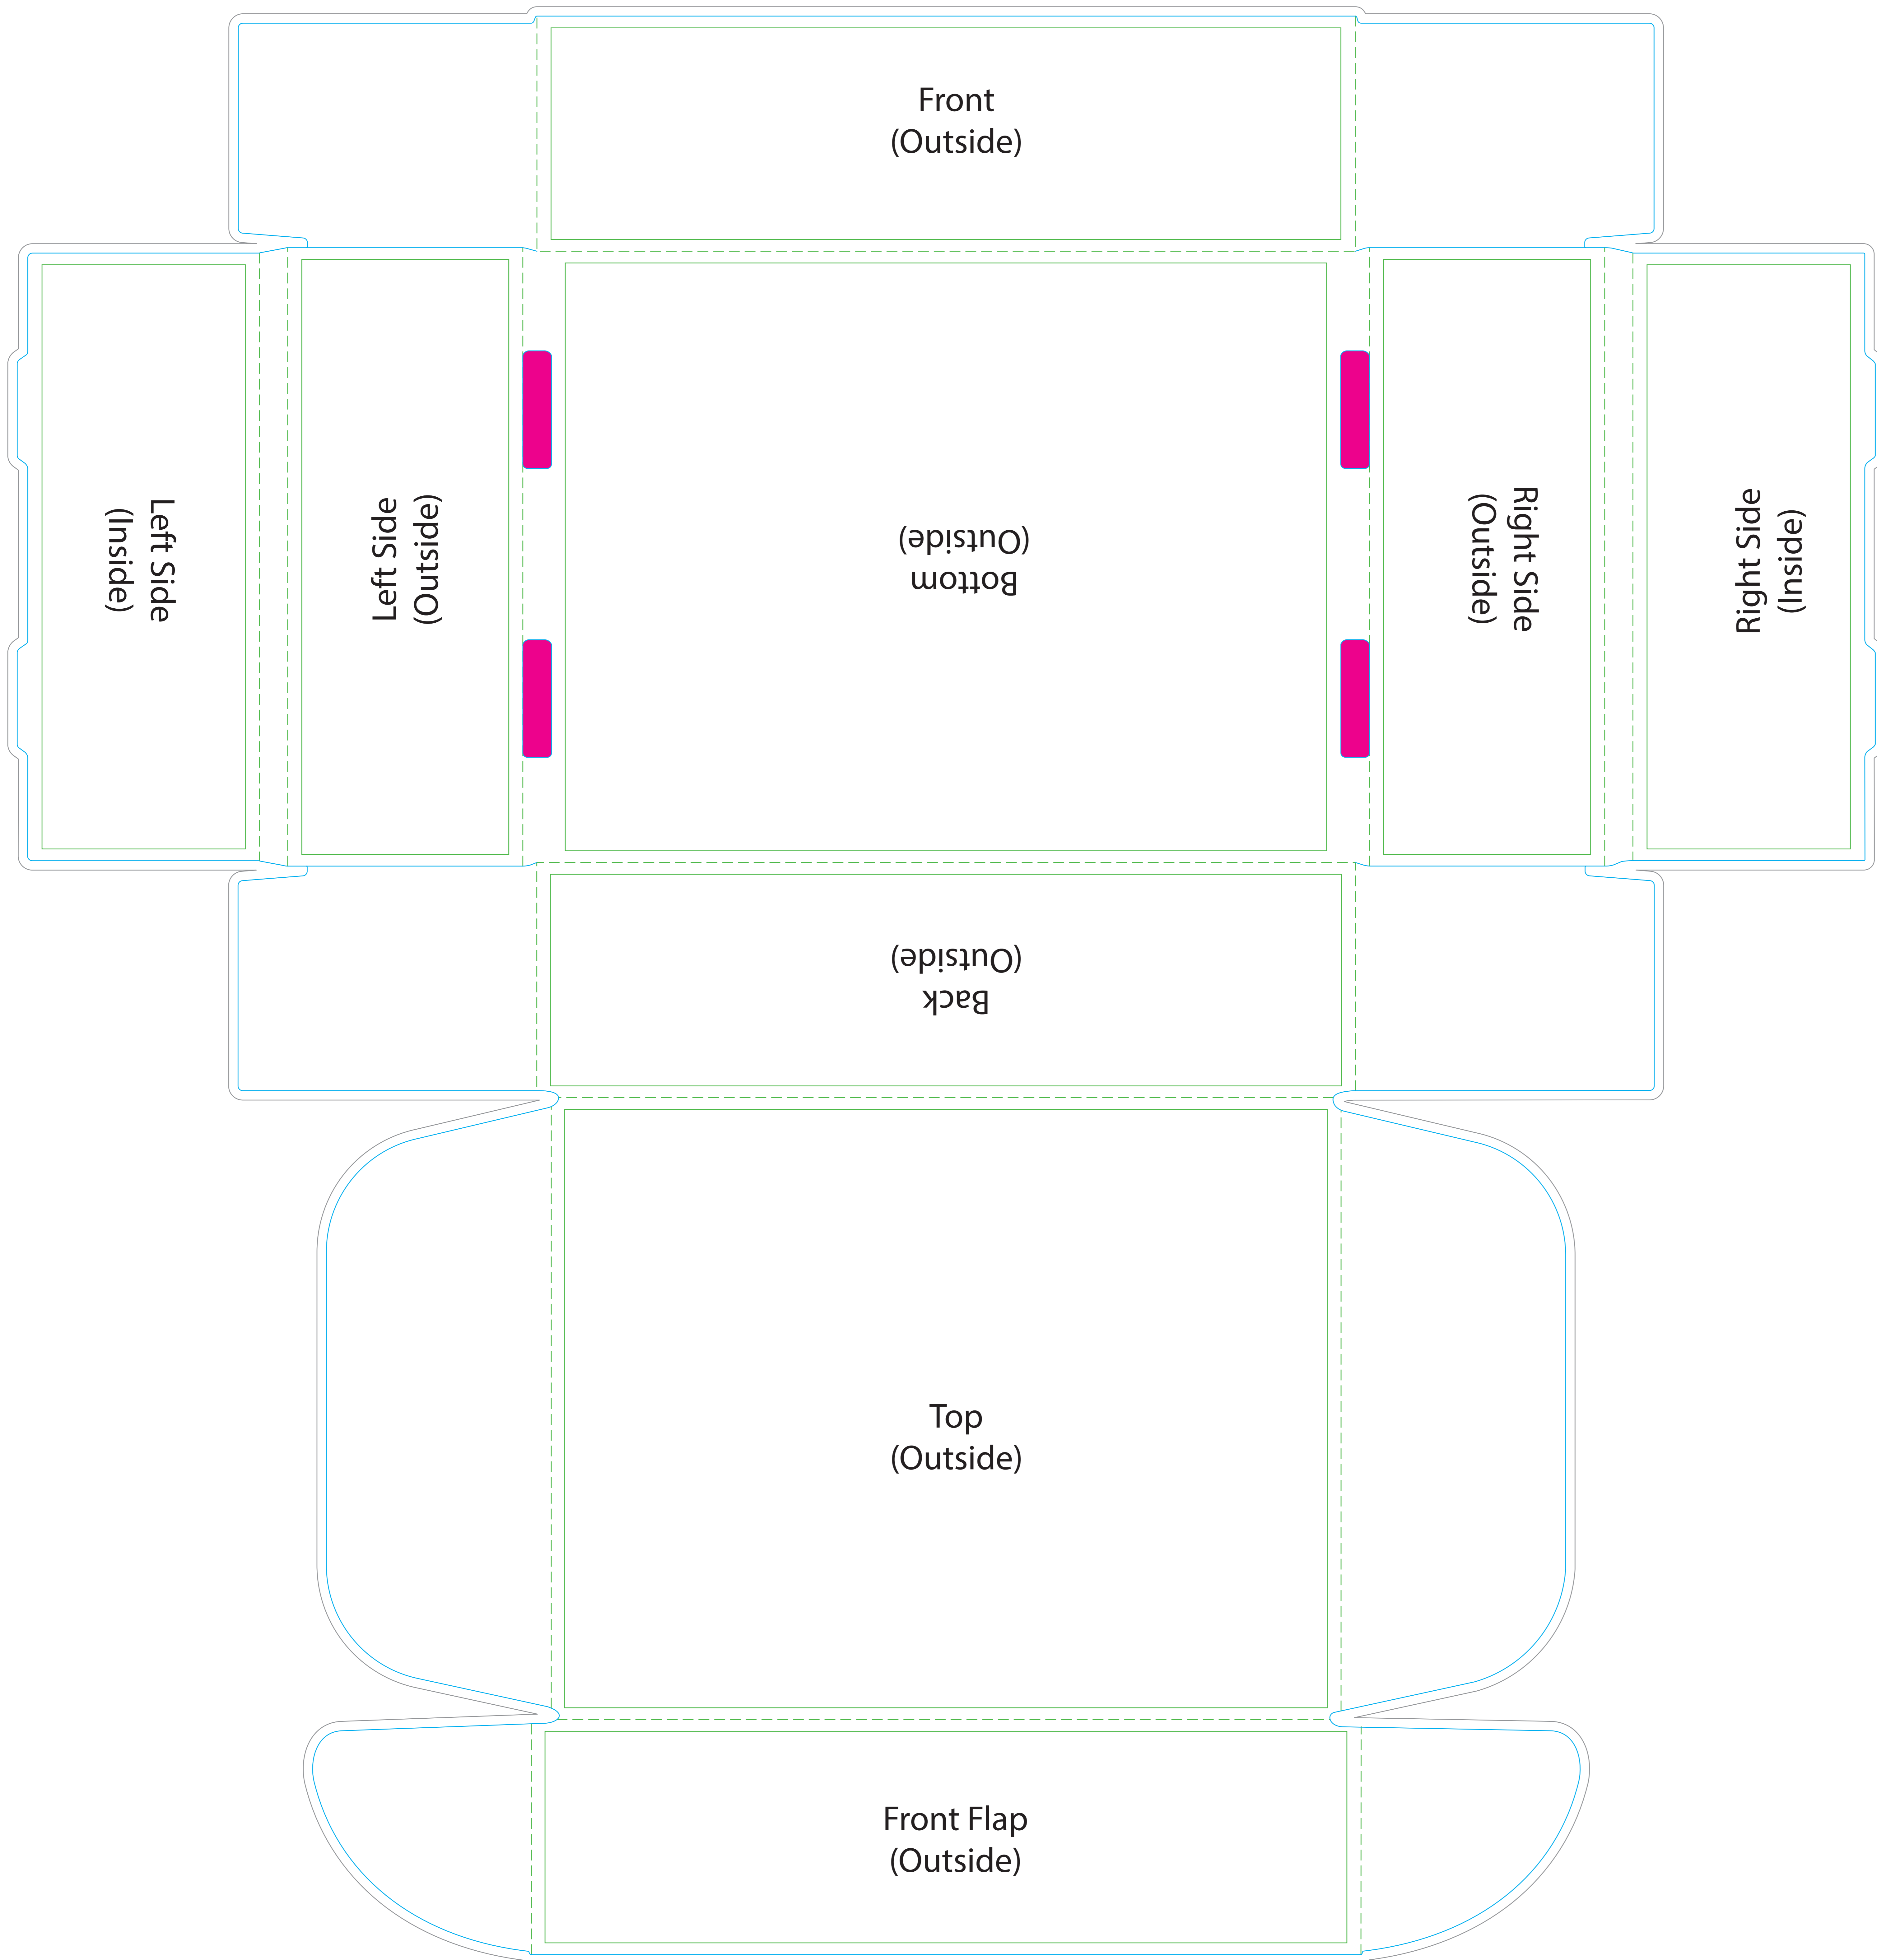 Front
(Outside)
Left Side
(Inside)
Left Side
(Outside)
Bottom
(Outside)
Right Side
(Outside)
Right Side
(Inside)
Back
(Outside)
Top
(Outside)
Front Flap
(Outside)